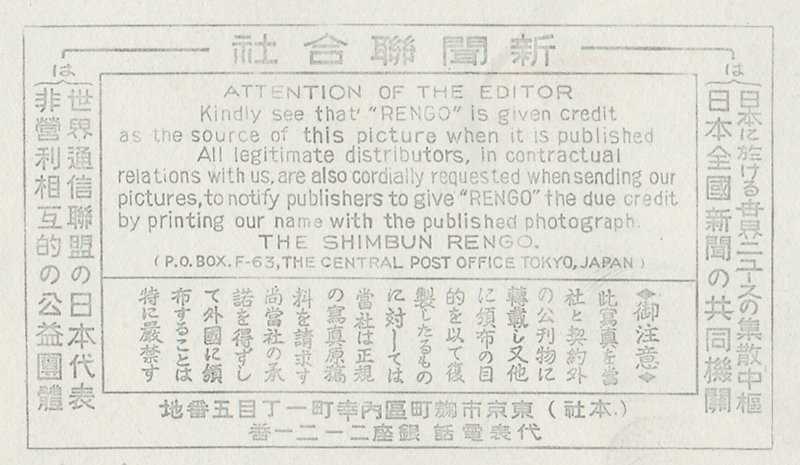 新聞聯合社
は
日本に於ける世界ニュースの集散中樞
日本全國新聞の共同機關
ATTENTION OF THE EDITOR
Kindly see that "RENGO" is given credit
as the source of this picture when it is published
All legitimate distributors, in contractual
relations with us, are also cordially requested when sending our
pictures, to notify publishers to give "RENGO" the due credit
by printing our name with the published photograph.
THE SHIMBUN RENGO.
(P.O. BOX. F-63, THE CENTRAL POST OFFICE TOKYO, JAPAN)
◆御注意◆
此寫真を當
社と契約外
の公刊物に
轉載し又他
に頒布の目
的を以て復
製したるもの
に対しては
當社は正規
の寫真原稿
料を請求す
尚當社の承
諾を得ずし
て外國に頒
布することは
特に嚴禁す
は
世界通信聯盟の日本代表
非營利相互的の公益團體
(本社) 東京市麴町區內幸町一丁目五番地
代表電話 銀座二一二一番